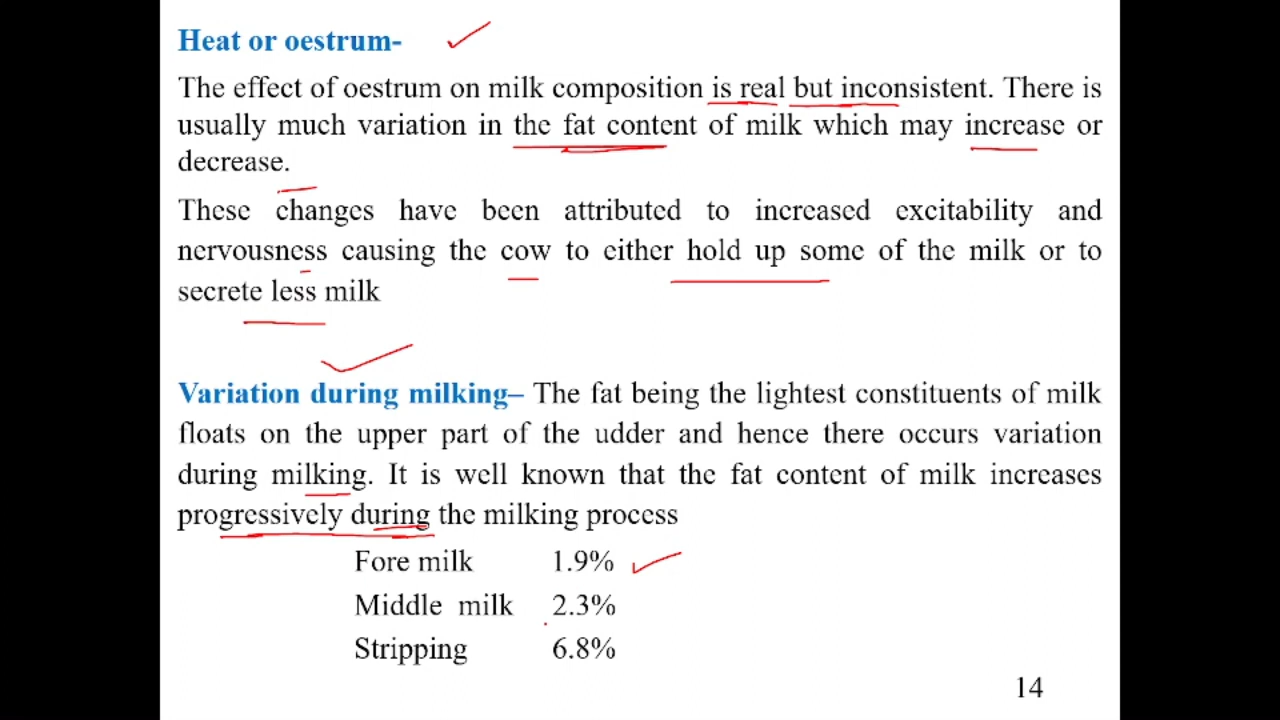 Heat or oestrum-
The effect of oestrum on milk composition is real but inconsistent. There is
usually much variation in the fat content of milk which may increase or
decrease.
These changes have been attributed to increased excitability and
nervousness causing the cow to either hold up some of the milk or to
secrete less milk
Variation during milking– The fat being the lightest constituents of milk
floats on the upper part of the udder and hence there occurs variation
during milking. It is well known that the fat content of milk increases
progressively during the milking process
Fore milk 1.9%
Middle milk 2.3%
Stripping 6.8%
14